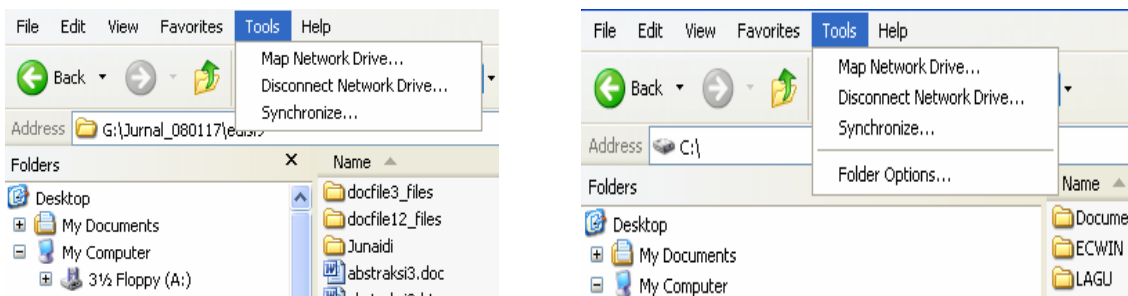 File Edit View Favorites Tools Help
Map Network Drive...
Disconnect Network Drive...
Synchronize...
Back
Address G:\Jurnal_080117\edisi9
Folders X Name
Desktop
My Documents
My Computer
3½ Floppy (A:)
docfile3_files
docfile12_files
Junaidi
abstraksi3.doc
File Edit View Favorites Tools Help
Map Network Drive...
Disconnect Network Drive...
Synchronize...
Folder Options...
Back
Address C:\
Folders Name
Desktop
My Documents
My Computer
Docume
ECWIN
LAGU